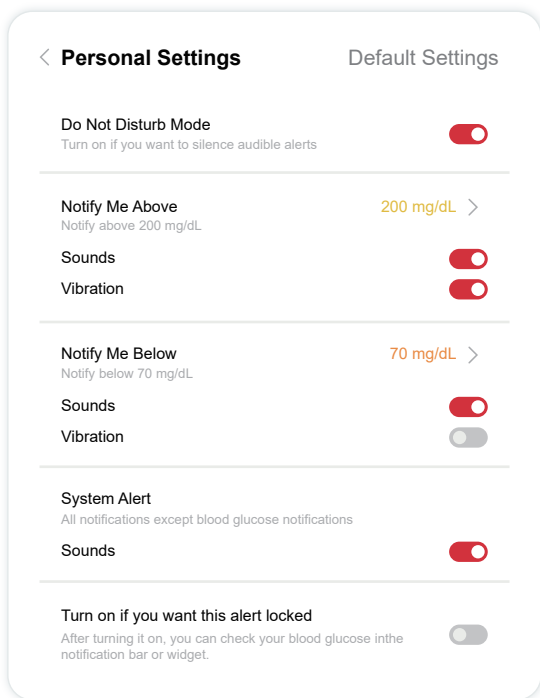 Personal Settings
Default Settings
Do Not Disturb Mode
Turn on if you want to silence audible alerts
Notify Me Above
200 mg/dL
Notify above 200 mg/dL
Sounds
Vibration
Notify Me Below
70 mg/dL
Notify below 70 mg/dL
Sounds
Vibration
System Alert
All notifications except blood glucose notifications
Sounds
Turn on if you want this alert locked
After turning it on, you can check your blood glucose inthe
notification bar or widget.